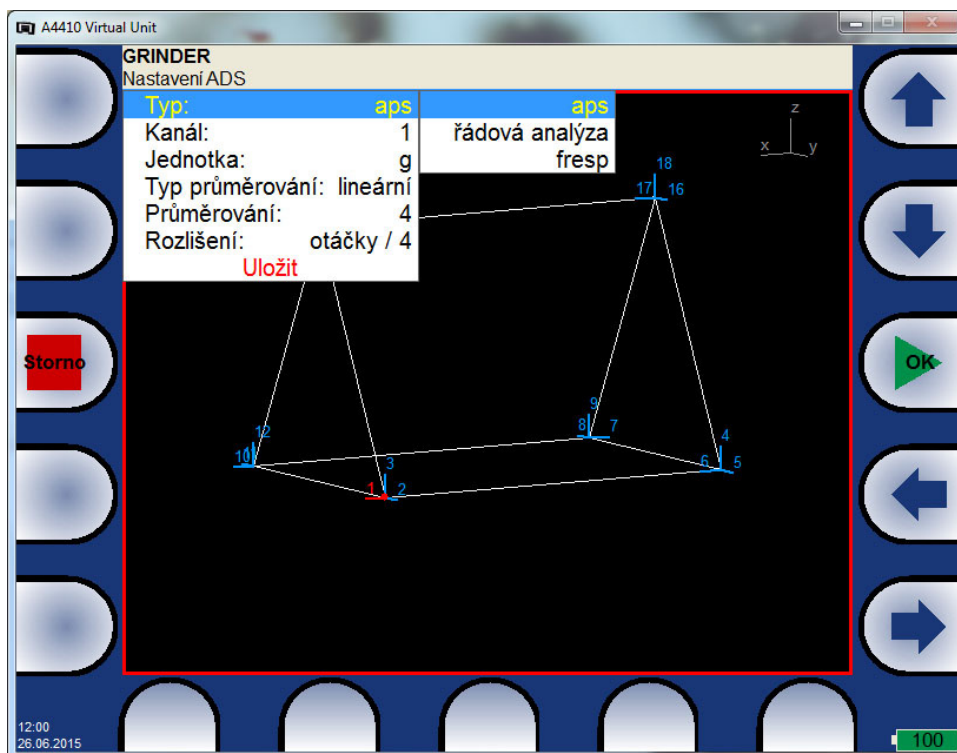 A4410 Virtual Unit
GRINDER
Nastavení ADS
Typ: aps
Kanál: 1
Jednotka: g
Typ průměrování: lineární
Průměrování: 4
Rozlišení: otáčky / 4
Uložit
aps
řádová analýza
fresp
z
x
y
18
17
16
9
8
7
4
6
5
12
10
3
1
2
Storno
OK
12:00
26.06.2015
100